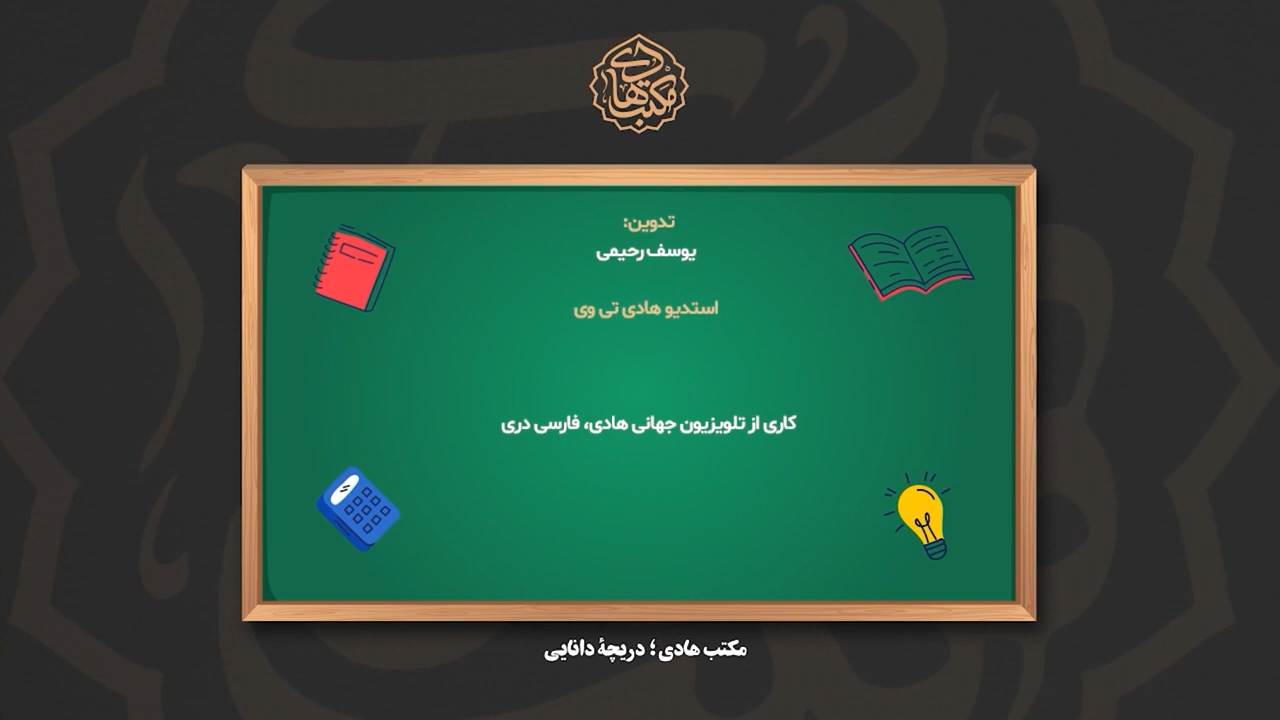 مکتب هادی
تدوین:
یوسف رحیمی
استدیو هادی تی وی
کاری از تلویزیون جهانی هادی، فارسی دری
مکتب هادی؛ دریچهٔ دانایی